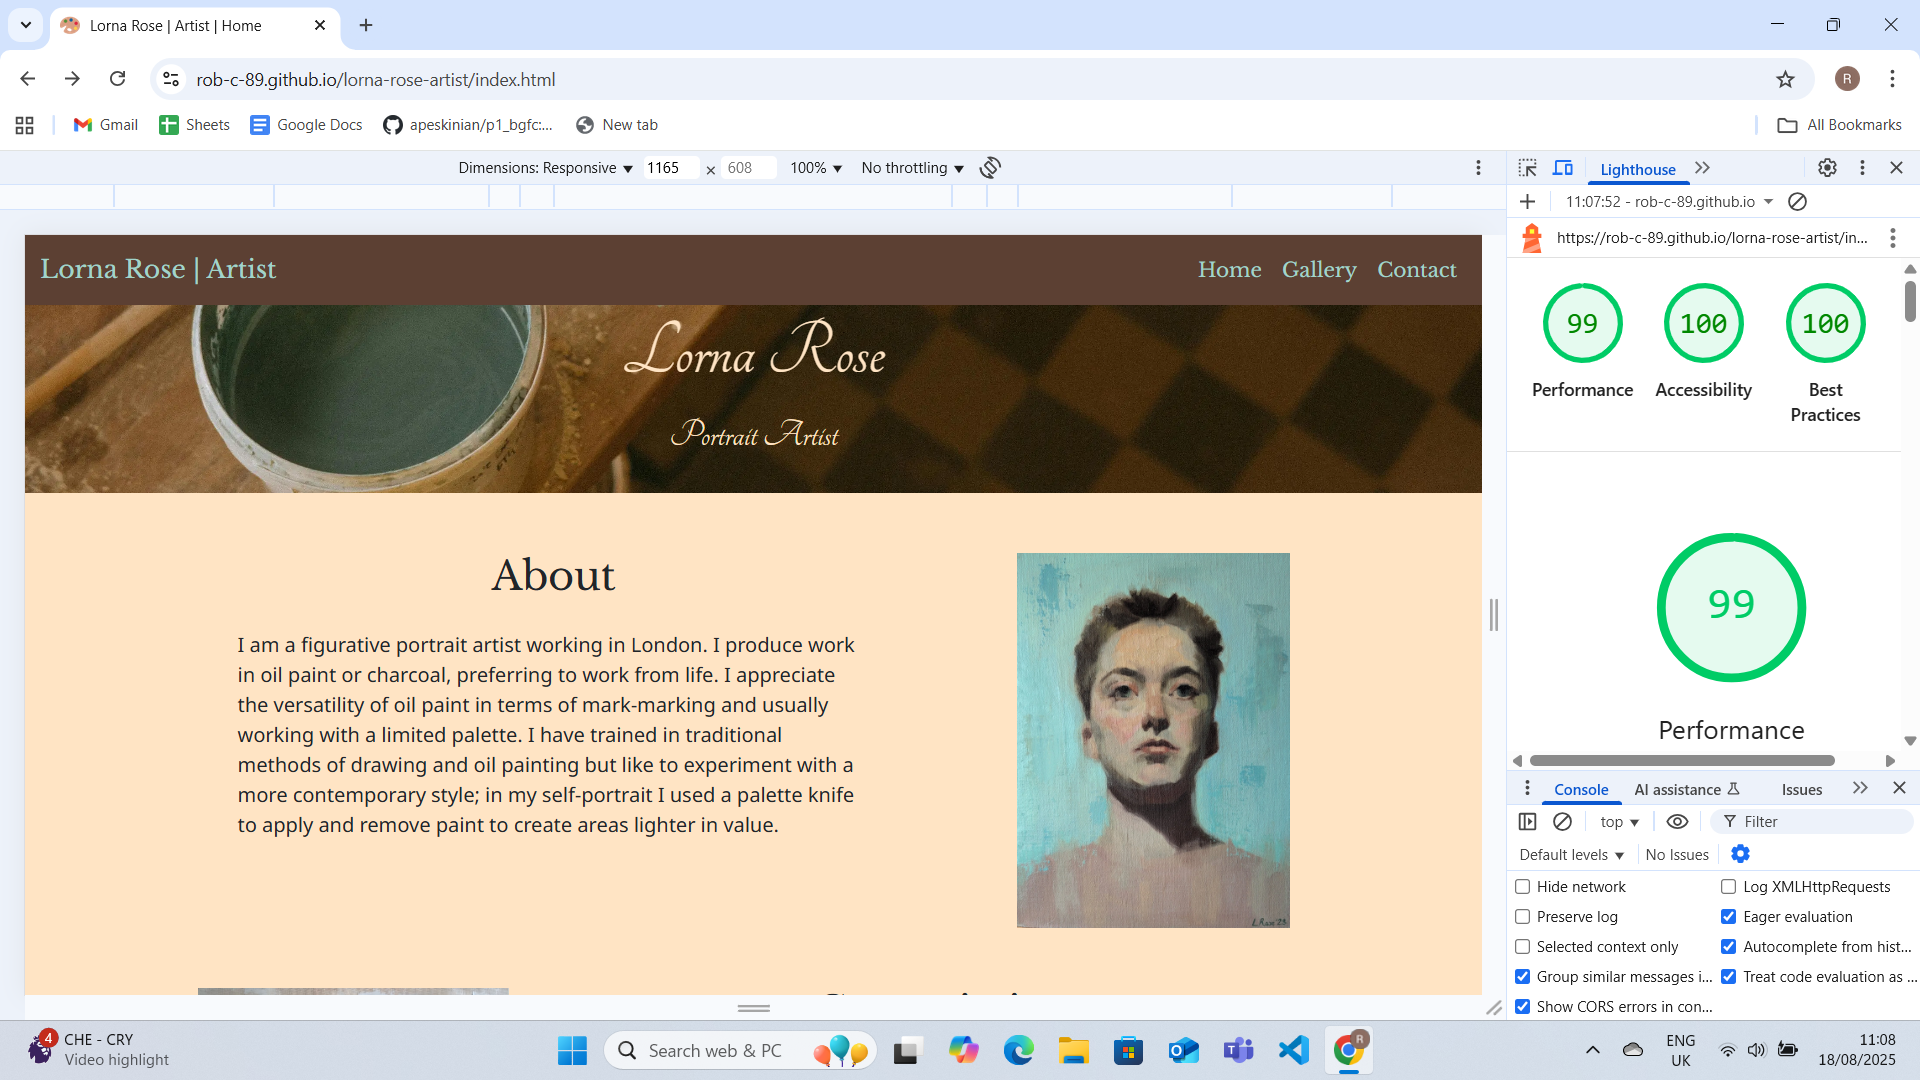 Lorna Rose | Artist | Home
rob-c-89.github.io/lorna-rose-artist/index.html
R
Gmail
Sheets
Google Docs
apeskinian/p1_bgfc:...
New tab
All Bookmarks
Dimensions: Responsive
1165
×
608
100%
No throttling
Lighthouse
11:07:52 - rob-c-89.github.io
https://rob-c-89.github.io/lorna-rose-artist/in...
Lorna Rose | Artist
Home
Gallery
Contact
Lorna Rose
Portrait Artist
About
I am a figurative portrait artist working in London. I produce work
in oil paint or charcoal, preferring to work from life. I appreciate
the versatility of oil paint in terms of mark-marking and usually
working with a limited palette. I have trained in traditional
methods of drawing and oil painting but like to experiment with a
more contemporary style; in my self-portrait I used a palette knife
to apply and remove paint to create areas lighter in value.
L.Rose '23
99
100
100
Performance
Accessibility
Best
Practices
99
Performance
Console
AI assistance
Issues
top
Filter
Default levels
No Issues
Hide network
Log XMLHttpRequests
Preserve log
Eager evaluation
Selected context only
Autocomplete from hist...
Group similar messages i...
Treat code evaluation as ...
Show CORS errors in con...
4
CHE - CRY
Video highlight
Search web & PC
R
ENG
UK
11:08
18/08/2025